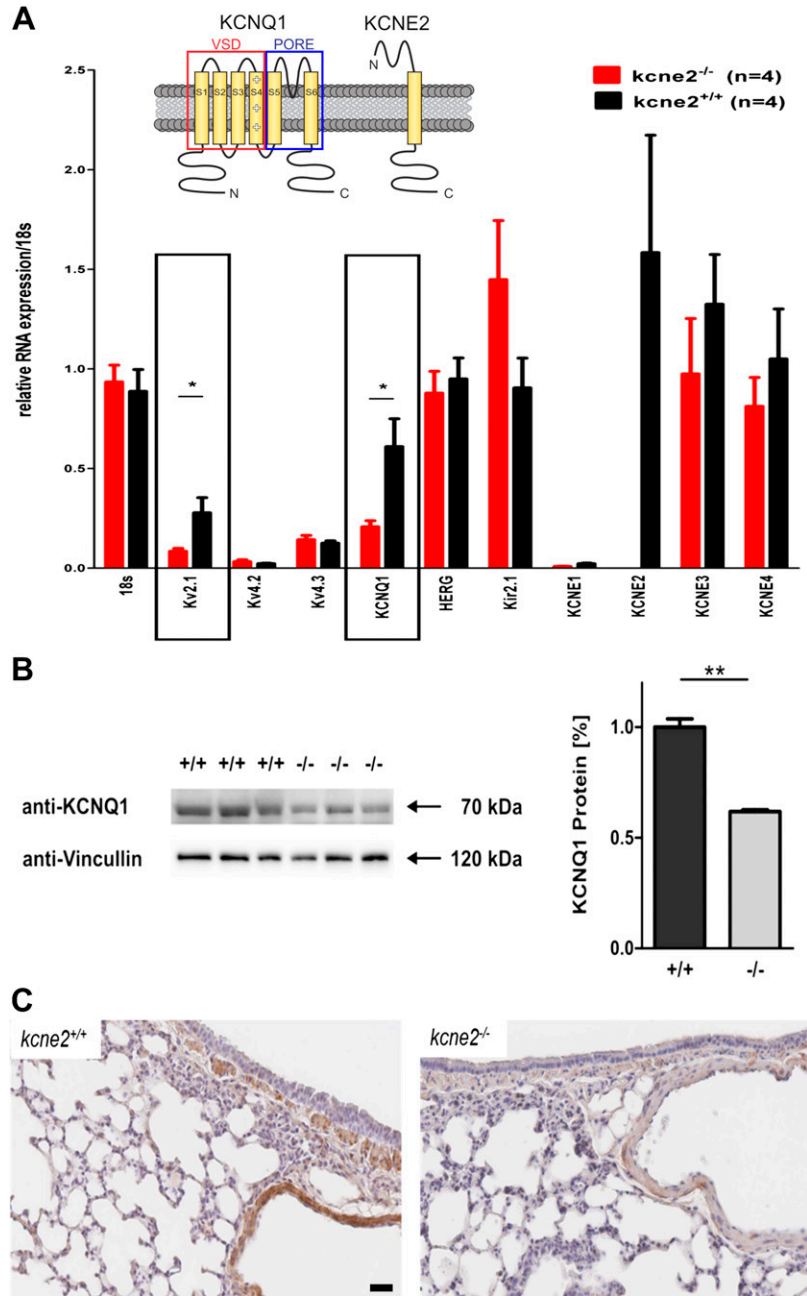 A
KCNQ1
KCNE2
VSD
PORE
N
S1 S2 S3 S4 S5 S6
N
C
C
kcne2-/- (n=4)
kcne2+/+ (n=4)
relative RNA expression/18s
2.5
2.0
1.5
1.0
0.5
0.0
*
*
18s
Kv2.1
Kv4.2
Kv4.3
KCNQ1
HERG
Kir2.1
KCNE1
KCNE2
KCNE3
KCNE4
B
+/+ +/+ +/+ -/- -/- -/-
anti-KCNQ1
70 kDa
anti-Vincullin
120 kDa
KCNQ1 Protein [%]
1.0
0.5
0.0
**
+/+
-/-
C
kcne2+/+
kcne2-/-